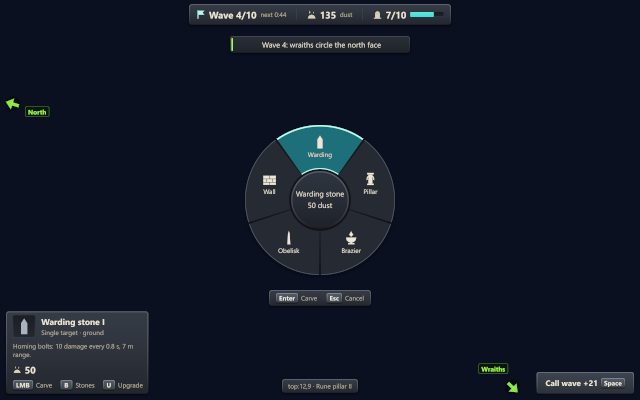 Wave 4/10 next 0:44 135 dust 7/10
Wave 4: wraiths circle the north face
North
Warding
Wall
Pillar
Warding stone
50 dust
Obelisk
Brazier
Enter Carve Esc Cancel
Warding stone I
Single target · ground
Homing bolts: 10 damage every 0.8 s, 7 m
range.
50
LMB Carve B Stones U Upgrade
top:12,9 · Rune pillar II
Wraiths
Call wave +21 Space